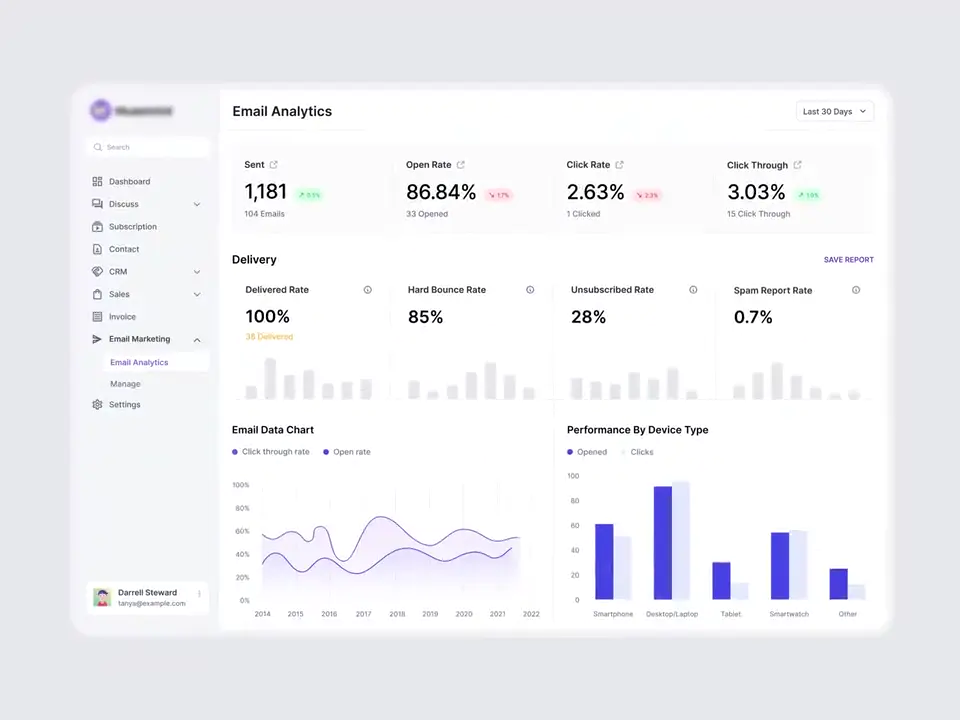 Search
Dashboard
Discuss
Subscription
Contact
CRM
Sales
Invoice
Email Marketing
Email Analytics
Manage
Settings
Darrell Steward
tanya@example.com
Email Analytics
Last 30 Days
Sent
1,181
104 Emails
Open Rate
86.84%
1.7%
33 Opened
Click Rate
2.63%
2.3%
1 Clicked
Click Through
3.03%
15 Click Through
Delivery
SAVE REPORT
Delivered Rate
100%
38 Delivered
Hard Bounce Rate
85%
Unsubscribed Rate
28%
Spam Report Rate
0.7%
Email Data Chart
Click through rate
Open rate
100%
80%
60%
40%
20%
0%
2014 2015 2016 2017 2018 2019 2020 2021 2022
Performance By Device Type
Opened Clicks
100
80
60
40
20
0
Smartphone Desktop/Laptop Tablet Smartwatch Other